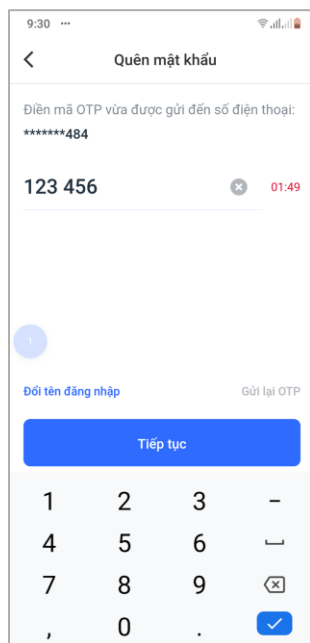 9:30 ...
Quên mật khẩu
Điền mã OTP vừa được gửi đến số điện thoại:
*******484
123 456 01:49
1
Đổi tên đăng nhập Gửi lại OTP
Tiếp tục
1 2 3 -
4 5 6
7 8 9
, 0 .